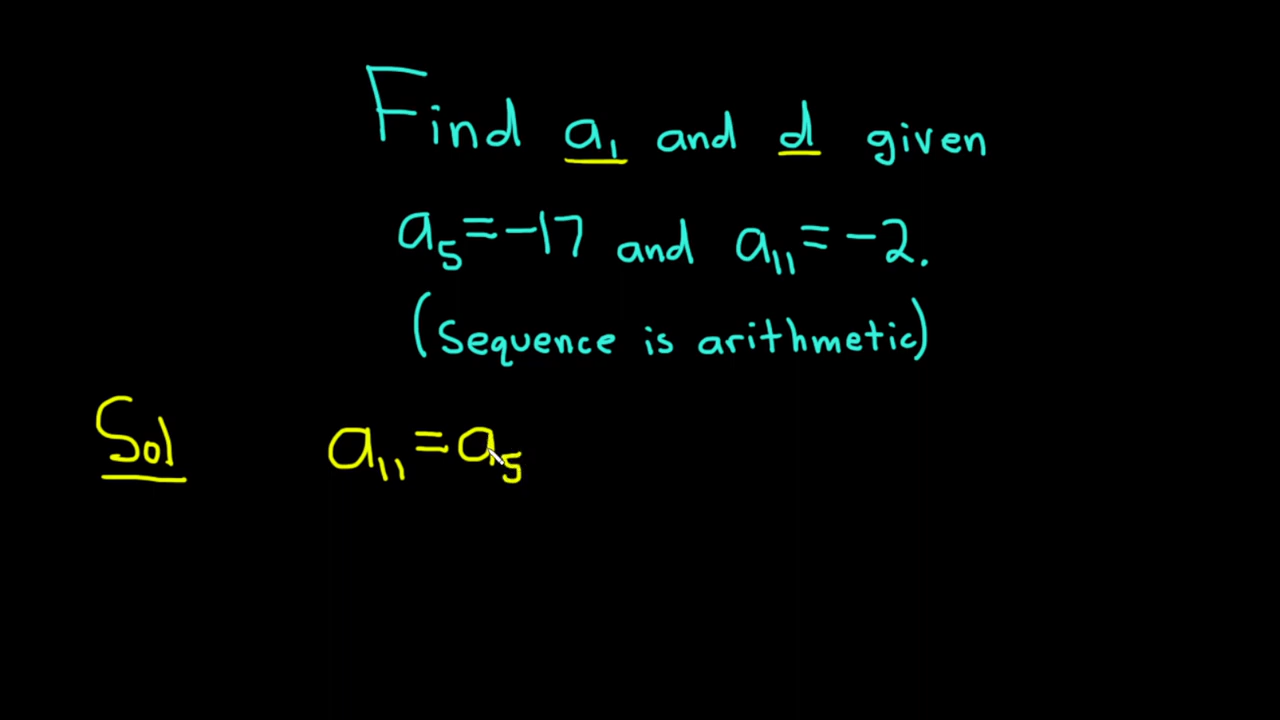 Find a₁ and d given
a₅=-17 and a₁₁=-2.
(Sequence is arithmetic)
Sol a₁₁=a₅